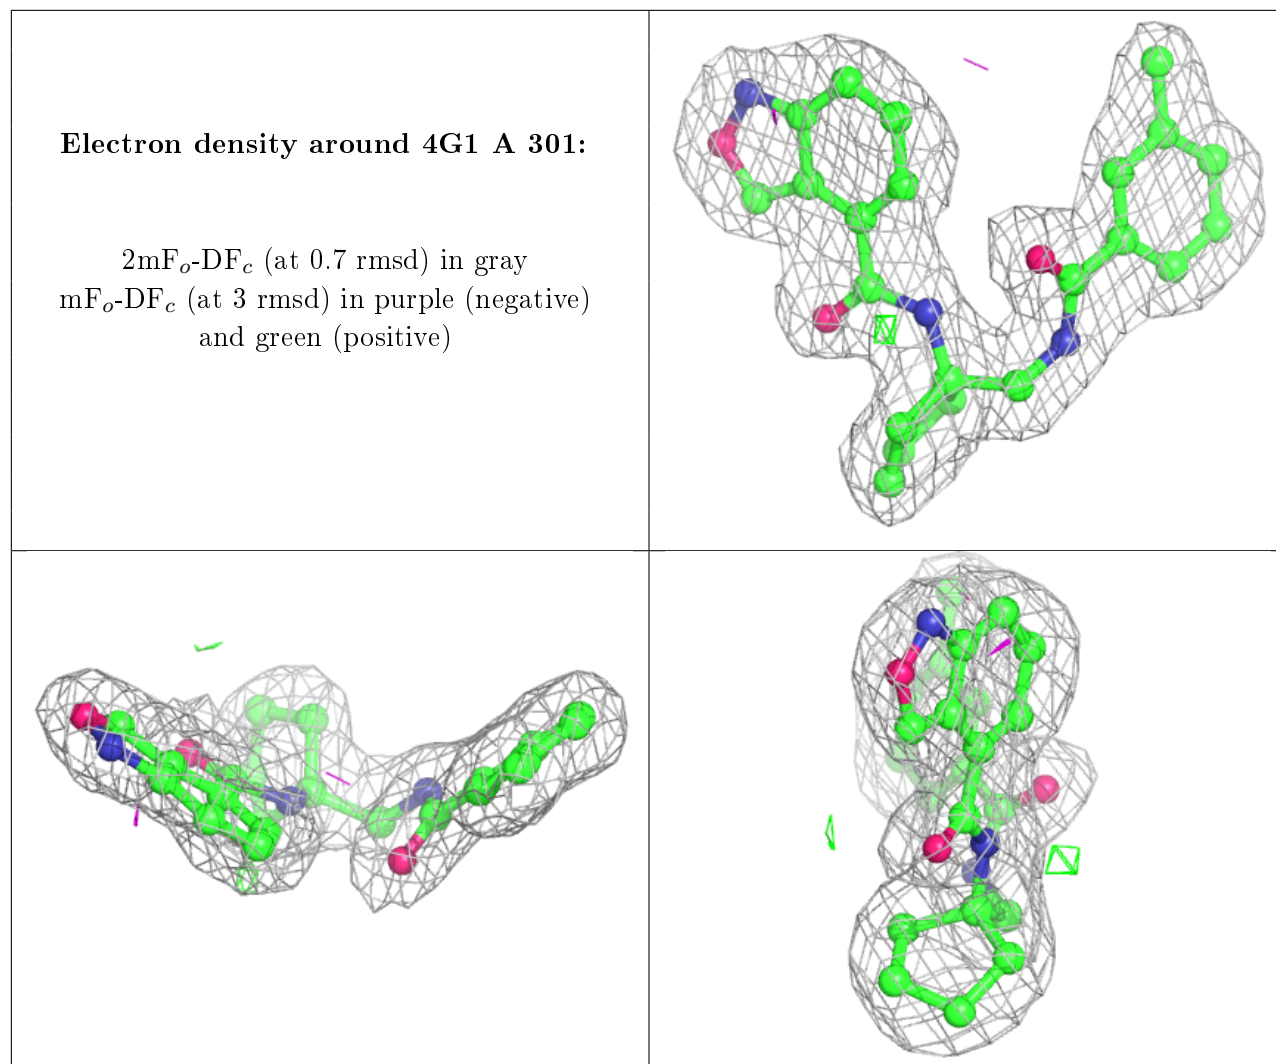 Electron density around 4G1 A 301:
2mFo-DFc (at 0.7 rmsd) in gray
mFo-DFc (at 3 rmsd) in purple (negative)
and green (positive)